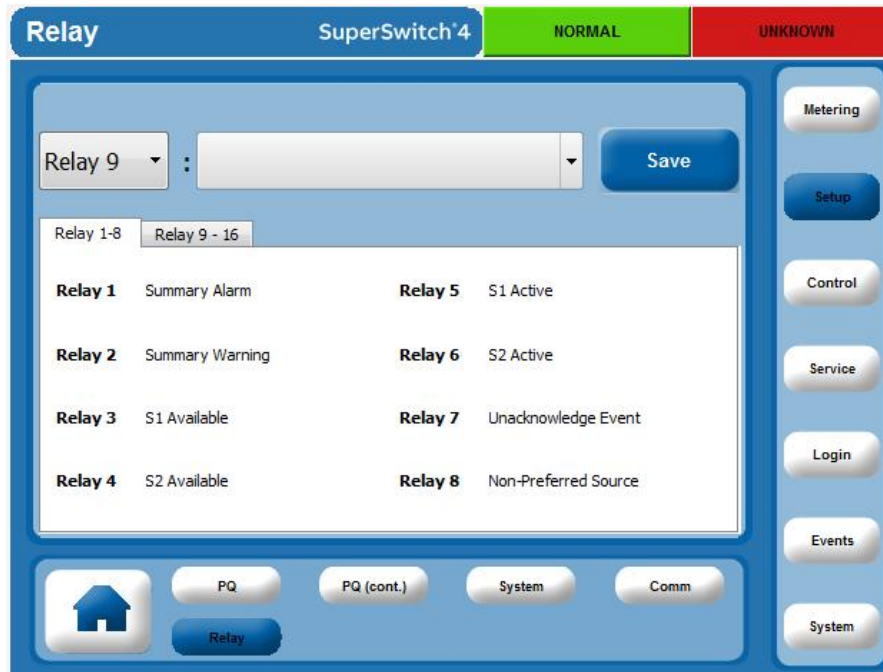 Relay SuperSwitch®4 NORMAL UNKNOWN
Metering
Relay 9 : Save
Setup
Relay 1-8 Relay 9 - 16
Relay 1 Summary Alarm Relay 5 S1 Active
Control
Relay 2 Summary Warning Relay 6 S2 Active
Service
Relay 3 S1 Available Relay 7 Unacknowledge Event
Login
Relay 4 S2 Available Relay 8 Non-Preferred Source
Events
PQ PQ (cont.) System Comm
Relay
System